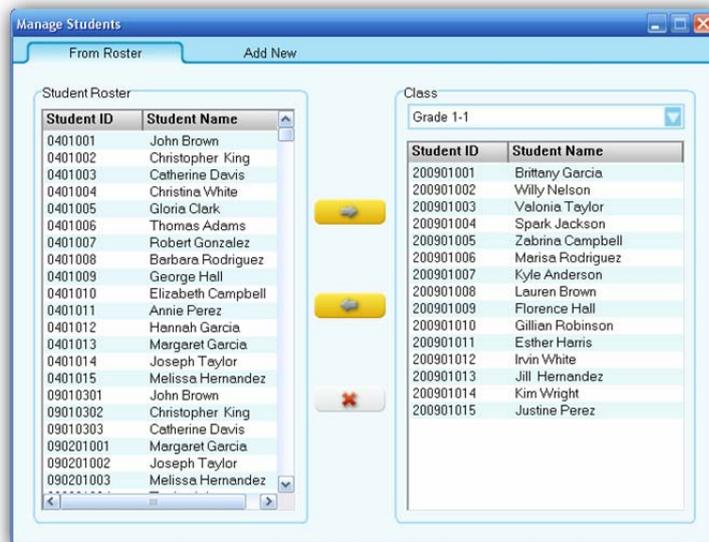 Manage Students
From Roster Add New
Student Roster
Student ID Student Name
0401001 John Brown
0401002 Christopher King
0401003 Catherine Davis
0401004 Christina White
0401005 Gloria Clark
0401006 Thomas Adams
0401007 Robert Gonzalez
0401008 Barbara Rodriguez
0401009 George Hall
0401010 Elizabeth Campbell
0401011 Annie Perez
0401012 Hannah Garcia
0401013 Margaret Garcia
0401014 Joseph Taylor
0401015 Melissa Hernandez
09010301 John Brown
09010302 Christopher King
09010303 Catherine Davis
090201001 Margaret Garcia
090201002 Joseph Taylor
090201003 Melissa Hernandez
Class
Grade 1-1
Student ID Student Name
200901001 Brittany Garcia
200901002 Willy Nelson
200901003 Valonia Taylor
200901004 Spark Jackson
200901005 Zabrina Campbell
200901006 Marisa Rodriguez
200901007 Kyle Anderson
200901008 Lauren Brown
200901009 Florence Hall
200901010 Gillian Robinson
200901011 Esther Harris
200901012 Irvin White
200901013 Jill Hernandez
200901014 Kim Wright
200901015 Justine Perez